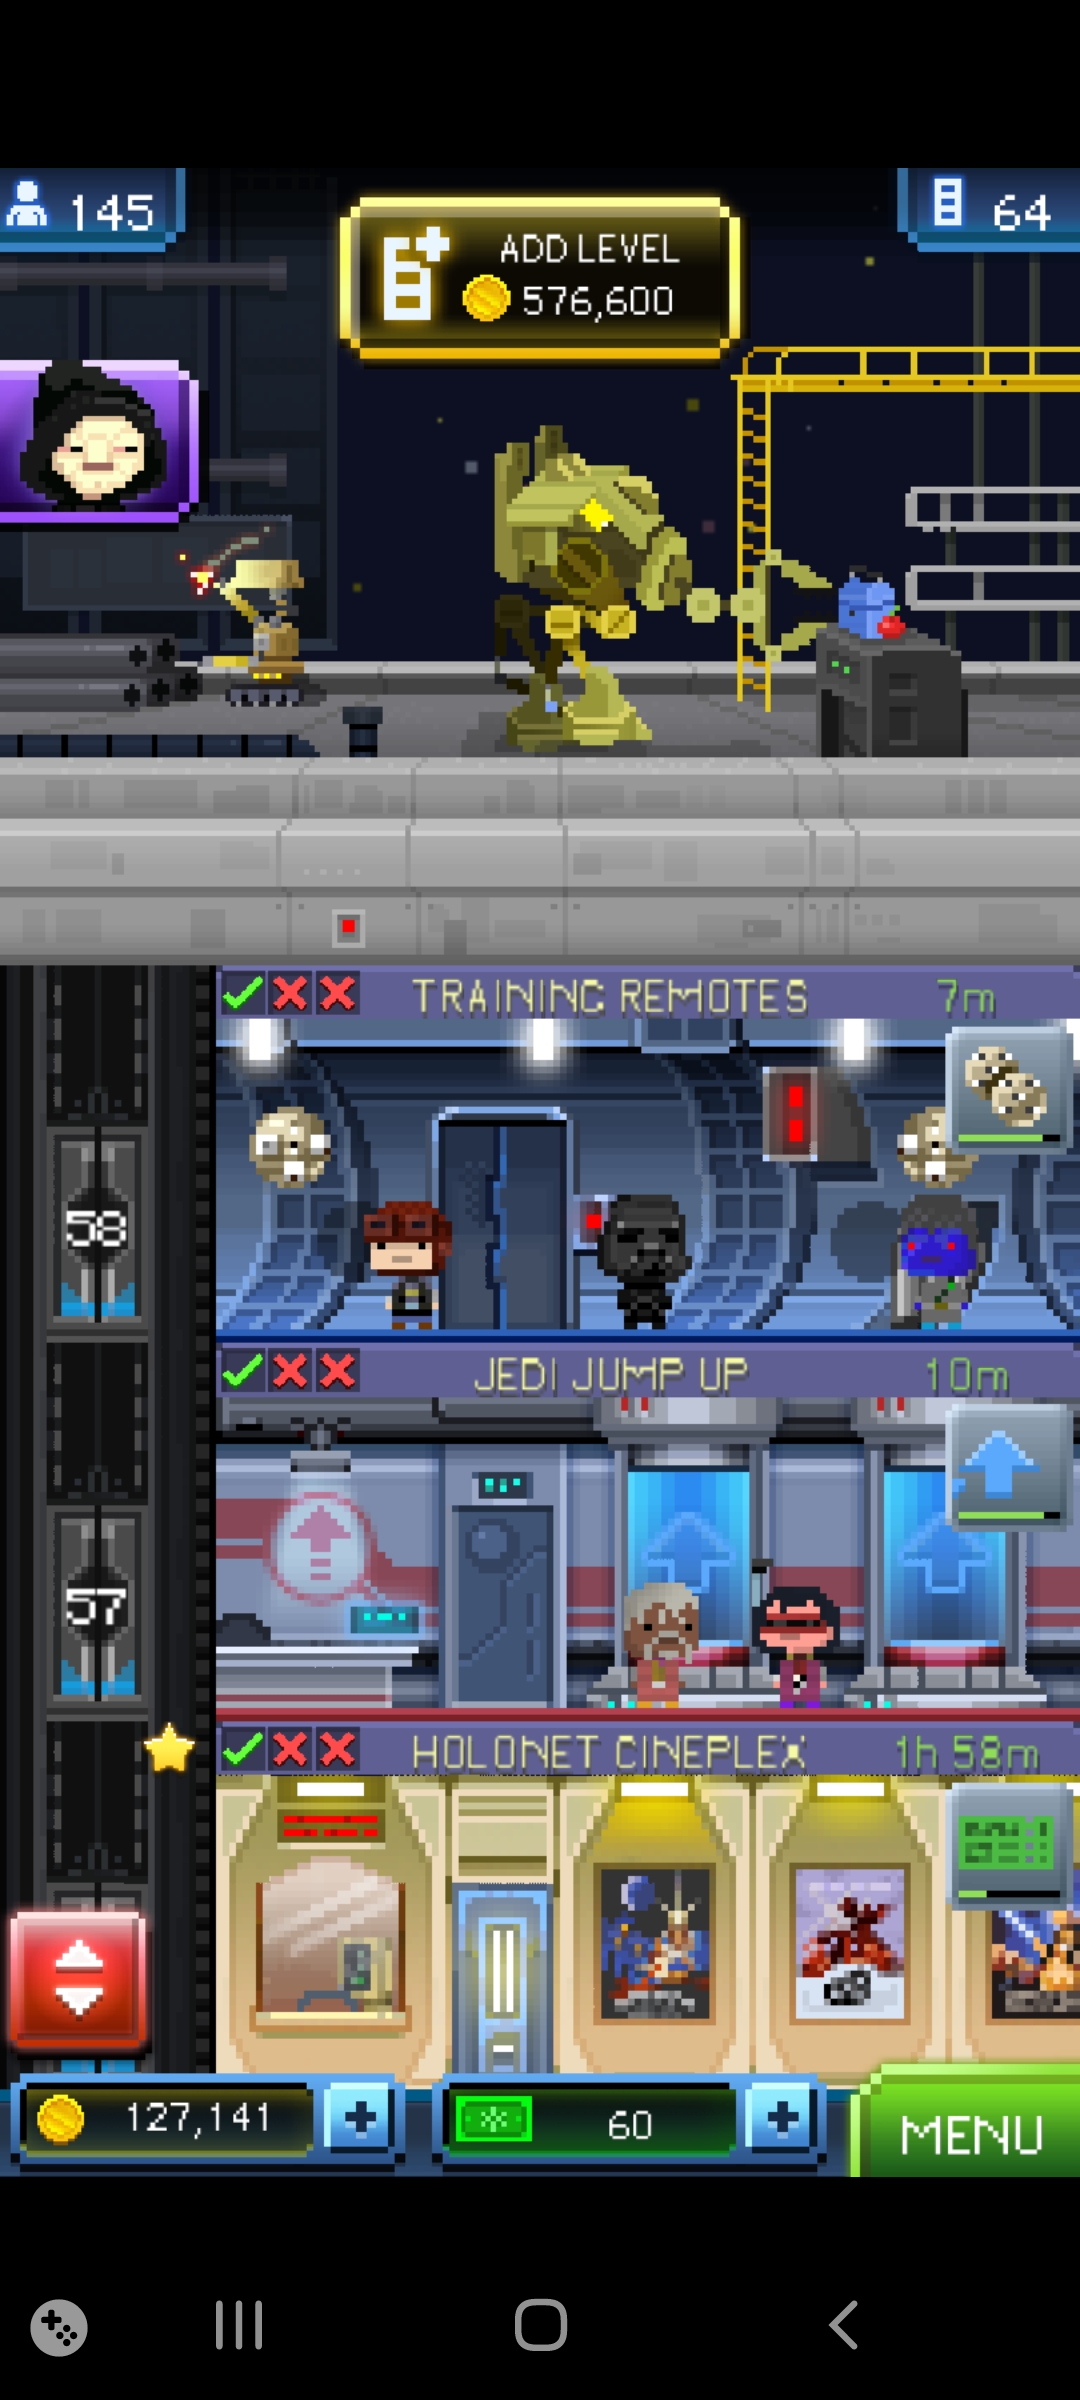 145
ADD LEVEL
576,600
64
TRAINING REMOTES 7m
58
JEDI JUMP UP 10m
57
HOLONET CINEPLEX 1h 58m
127,141
60
MENU